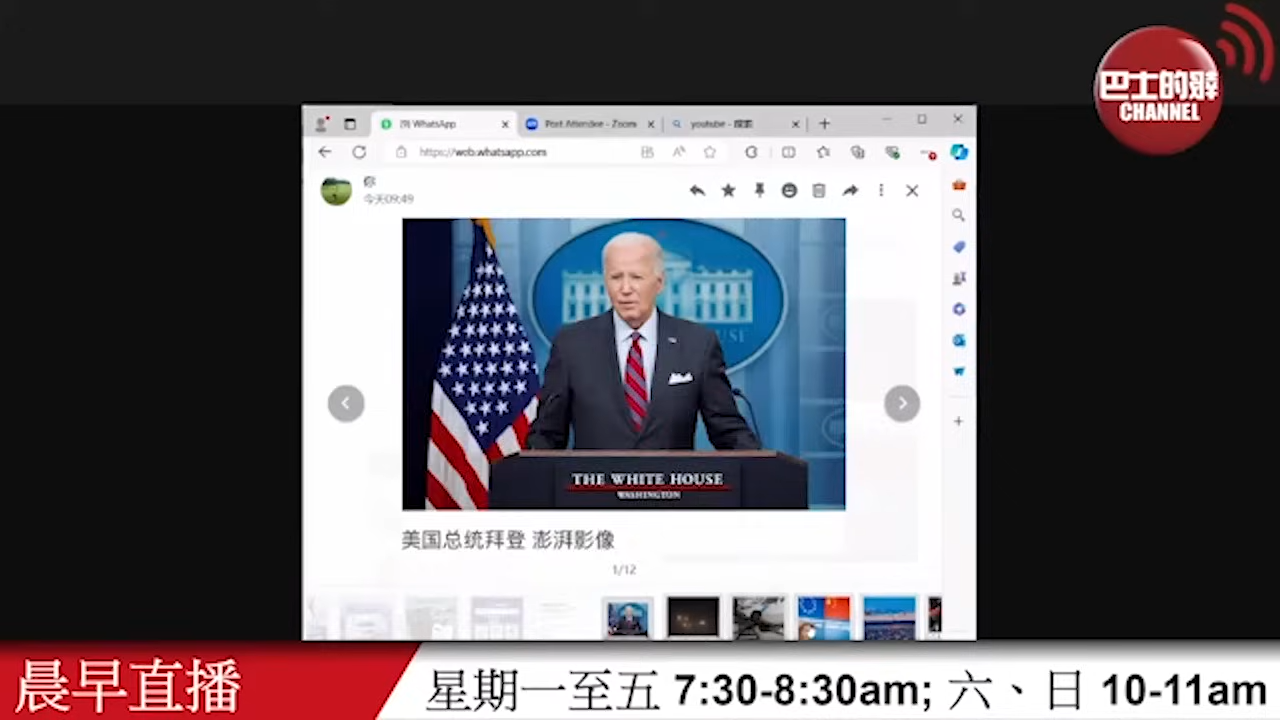 巴士的報
CHANNEL
(9) WhatsApp
Post Attendee - Zoom
youtube - 搜索
https://web.whatsapp.com
你
今天09:49
THE WHITE HOUSE
WASHINGTON
美国总统拜登 澎湃影像
1/12
晨早直播
星期一至五 7:30-8:30am; 六、日 10-11am